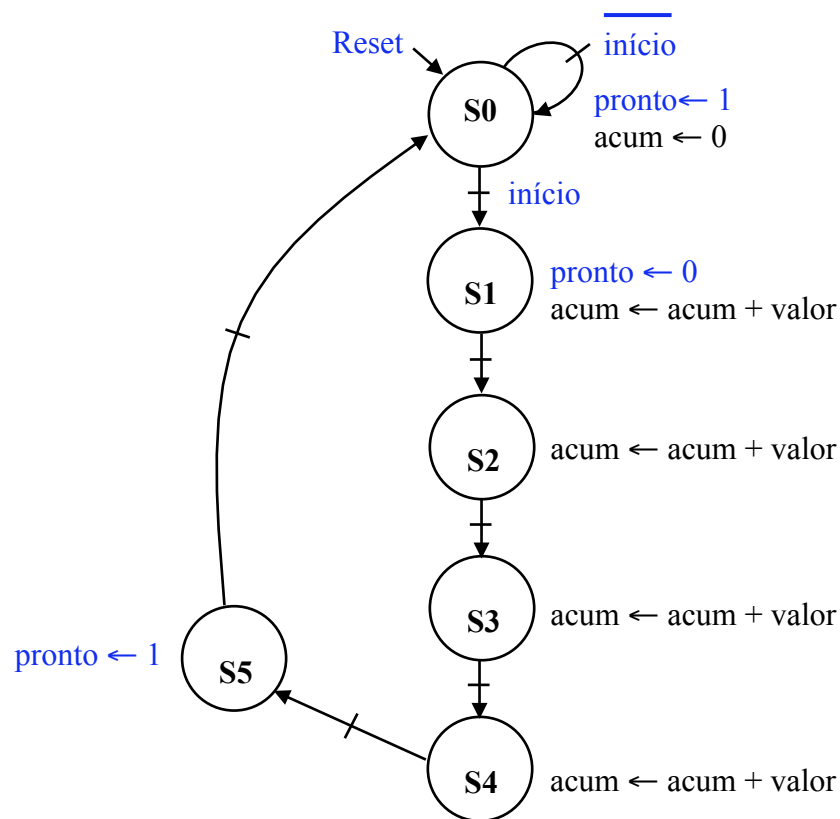 Reset
início
pronto ← 1
acum ← 0
S0
início
S1
pronto ← 0
acum ← acum + valor
S2
acum ← acum + valor
S3
acum ← acum + valor
pronto ← 1
S5
S4
acum ← acum + valor